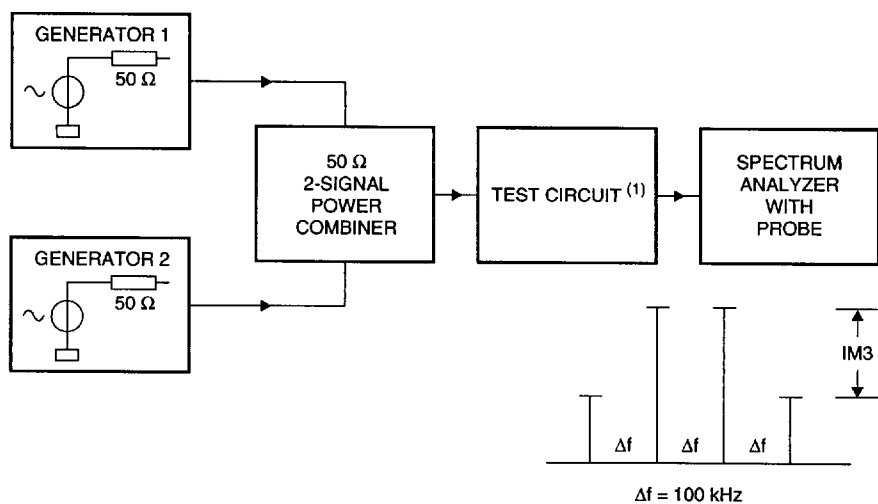 GENERATOR 1
50 Ω
50 Ω
2-SIGNAL
POWER
COMBINER
TEST CIRCUIT (1)
SPECTRUM
ANALYZER
WITH
PROBE
GENERATOR 2
50 Ω
IM3
Δf Δf Δf
Δf = 100 kHz